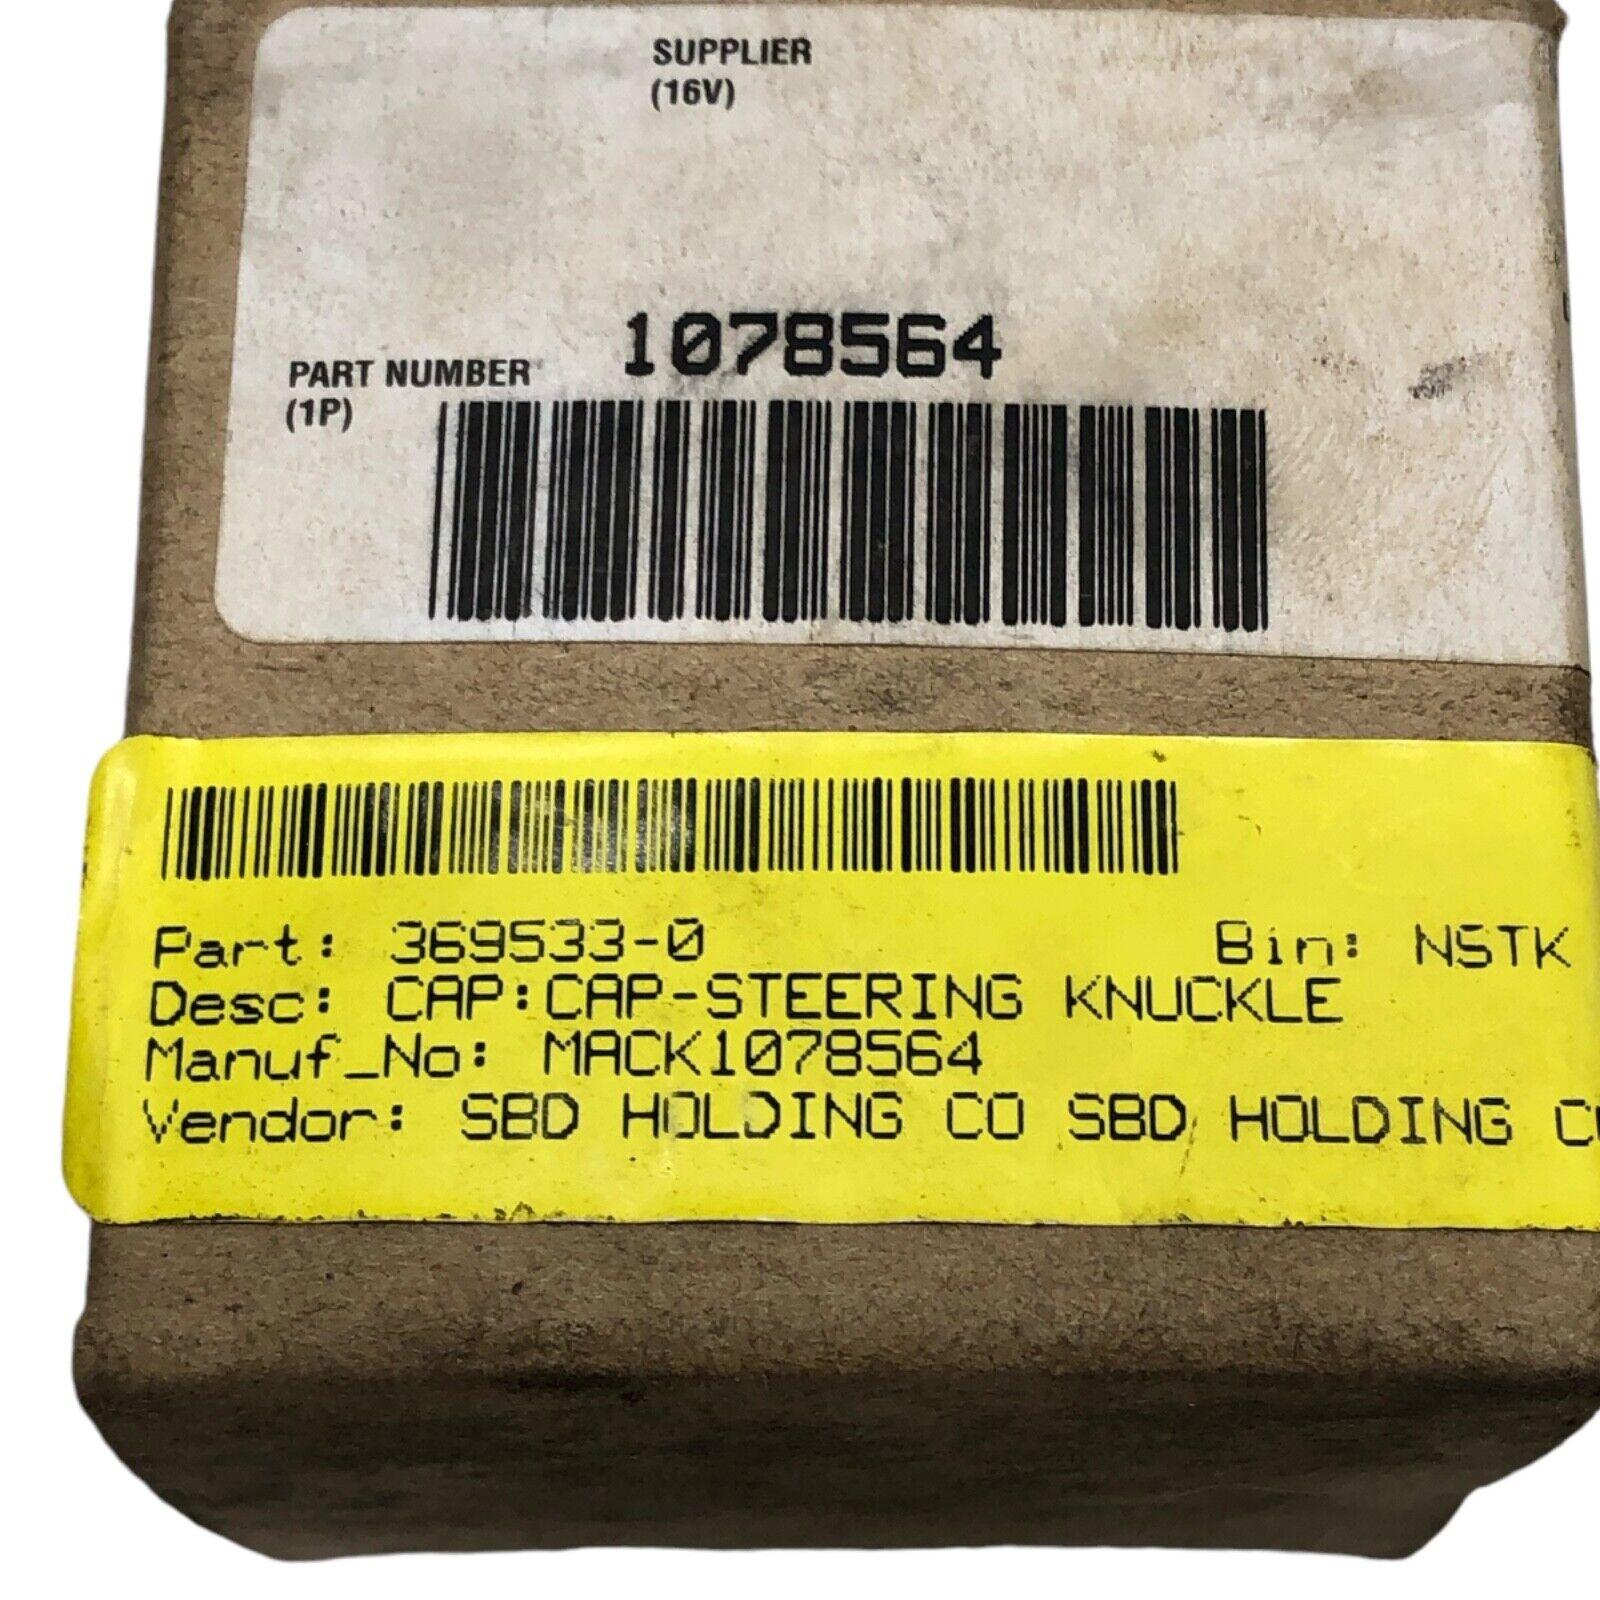 SUPPLIER
(16V)
1078564
PART NUMBER
(1P)
Part: 369533-0 Bin: NSTK
Desc: CAP:CAP-STEERING KNUCKLE
Manuf_No: MACK1078564
Vendor: SBD HOLDING CO SBD HOLDING